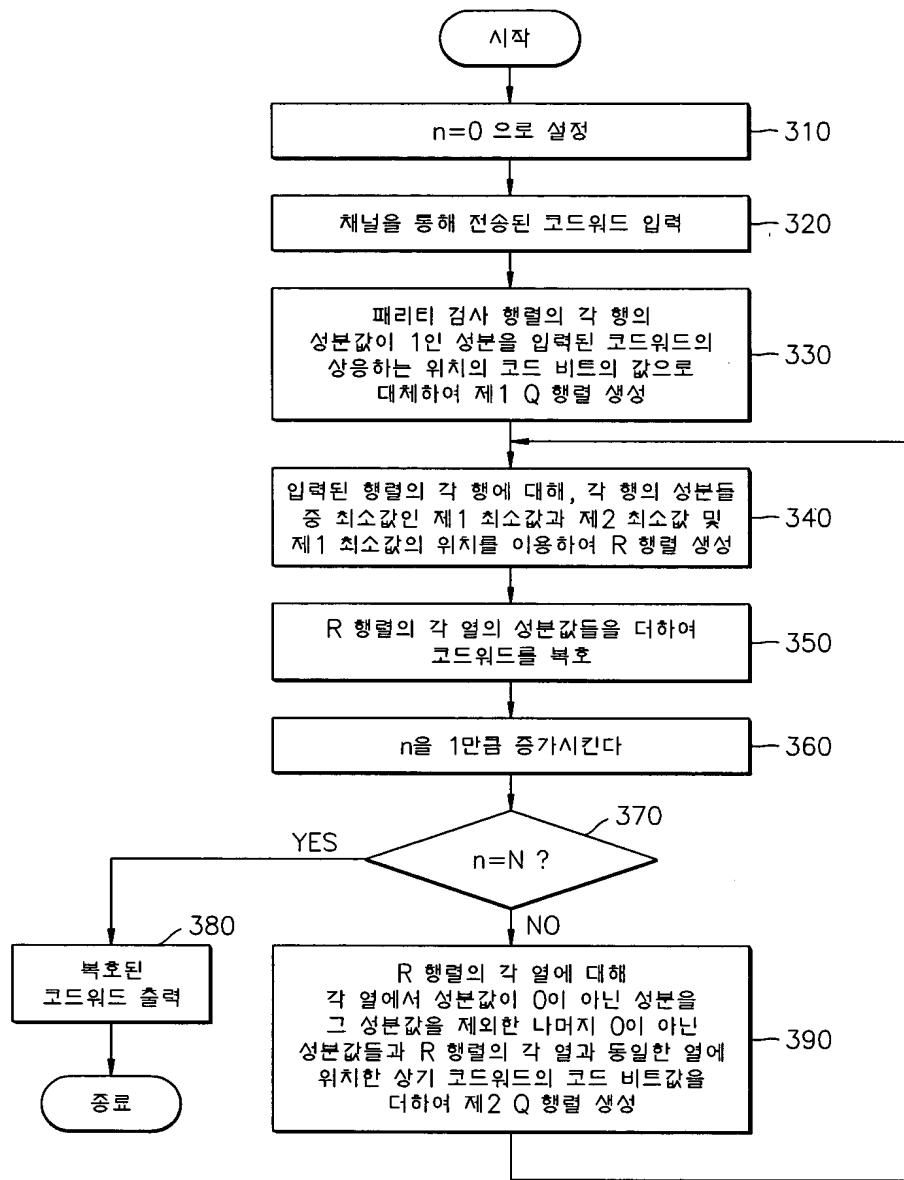 시작
n=0 으로 설정
310
채널을 통해 전송된 코드워드 입력
320
패리티 검사 행렬의 각 행의
성분값이 1인 성분을 입력된 코드워드의
상응하는 위치의 코드 비트의 값으로
대체하여 제1 Q 행렬 생성
330
입력된 행렬의 각 행에 대해, 각 행의 성분들
중 최소값인 제1 최소값과 제2 최소값 및
제1 최소값의 위치를 이용하여 R 행렬 생성
340
R 행렬의 각 열의 성분값들을 더하여
코드워드를 복호
350
n을 1만큼 증가시킨다
360
370
n=N ?
YES
NO
380
복호된
코드워드 출력
종료
R 행렬의 각 열에 대해
각 열에서 성분값이 0이 아닌 성분을
그 성분값을 제외한 나머지 0이 아닌
성분값들과 R 행렬의 각 열과 동일한 열에
위치한 상기 코드워드의 코드 비트값을
더하여 제2 Q 행렬 생성
390